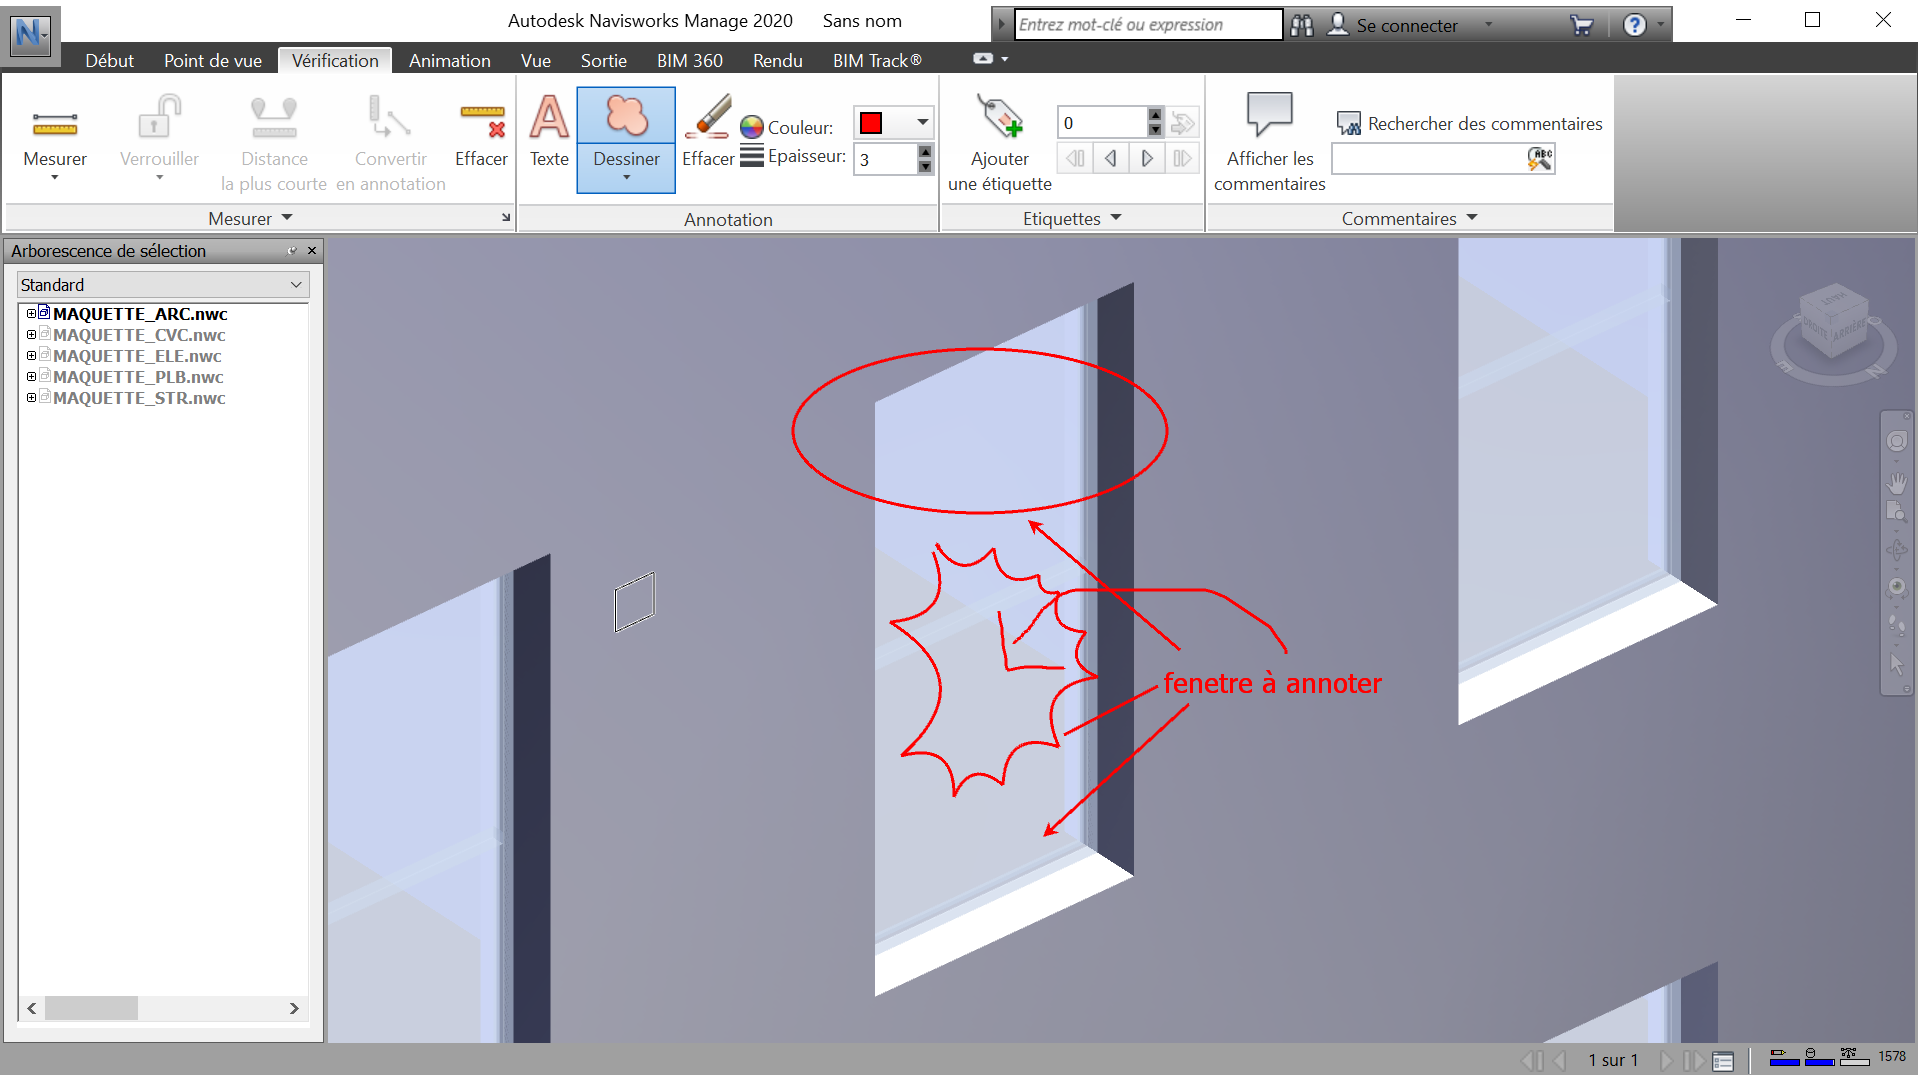 Autodesk Navisworks Manage 2020 Sans nom
Entrez mot-clé ou expression
Se connecter
Début Point de vue Vérification Animation Vue Sortie BIM 360 Rendu BIM Track®
Mesurer
Verrouiller
Distance
la plus courte
Convertir
en annotation
Effacer
Mesurer
Texte
Dessiner
Effacer
Couleur:
Epaisseur: 3
Annotation
Ajouter
une étiquette
0
Etiquettes
Afficher les
commentaires
Rechercher des commentaires
ABC
Commentaires
Arborescence de sélection
Standard
MAQUETTE_ARC.nwc
MAQUETTE_CVC.nwc
MAQUETTE_ELE.nwc
MAQUETTE_PLB.nwc
MAQUETTE_STR.nwc
HAUT
DROITE ARRIÈRE
E N
fenetre à annoter
1 sur 1
1578